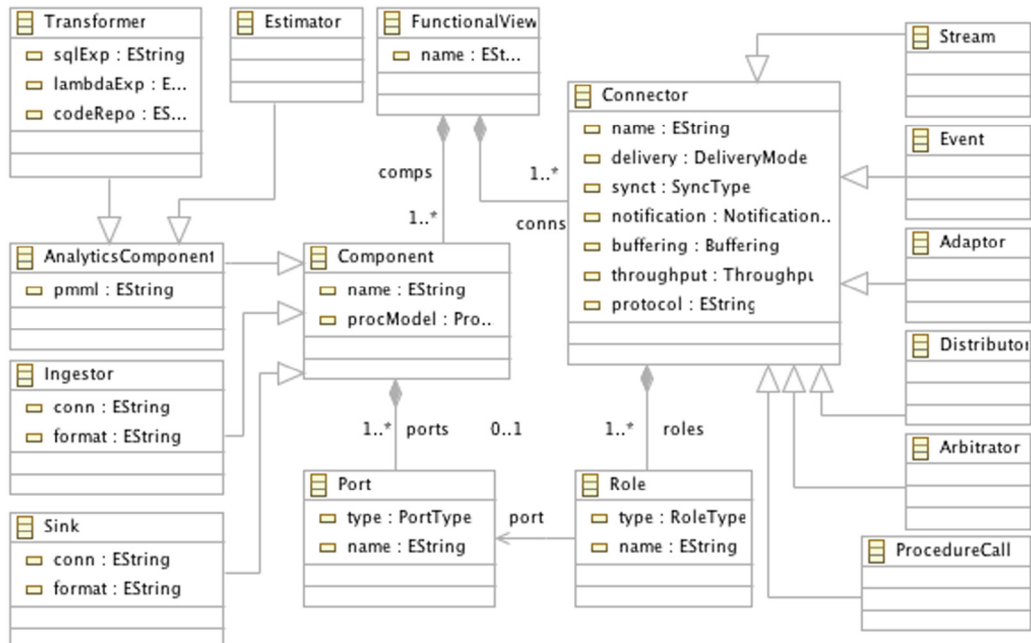 Transformer
sqlExp : EString
lambdaExp : E...
codeRepo : ES...
Estimator
FunctionalView
name : ESt...
Stream
Connector
name : EString
delivery : DeliveryMode
synct : SyncType
notification : Notification..
buffering : Buffering
throughput : Throughpu
protocol : EString
Event
Adaptor
Distributor
Arbitrator
ProcedureCall
comps
1..*
1..*
conns
AnalyticsComponent
pmml : EString
Component
name : EString
procModel : Pro..
Ingestor
conn : EString
format : EString
1..* ports
0..1
1..* roles
Sink
conn : EString
format : EString
Port
type : PortType
name : EString
port
Role
type : RoleType
name : EString